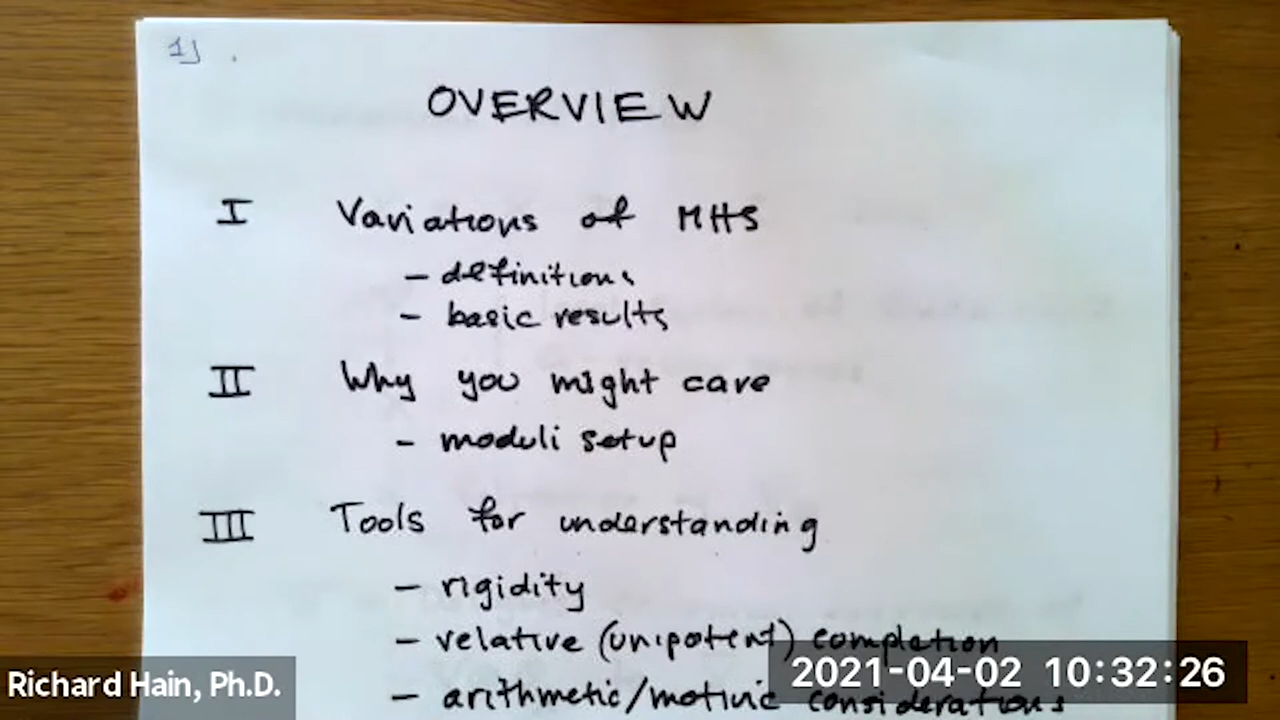 1)
OVERVIEW
I Variations of MHS
- definitions
- basic results
II Why you might care
- moduli setup
III Tools for understanding
- rigidity
- relative (unipotent) completion
- arithmetic/motivic considerations
Richard Hain, Ph.D.
2021-04-02 10:32:26